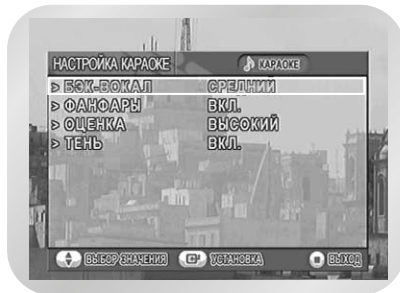 НАСТРОЙКА КАРАОКЕ КАРАОКЕ
> БЭК-ВОКАЛ СРЕДНИЙ
> ФАНФАРЫ ВКЛ.
> ОЦЕНКА ВЫСОКИЙ
> ТЕНЬ ВКЛ.
ВЫБОР ЗНАЧЕНИЯ УСТАНОВКА ВЫХОД